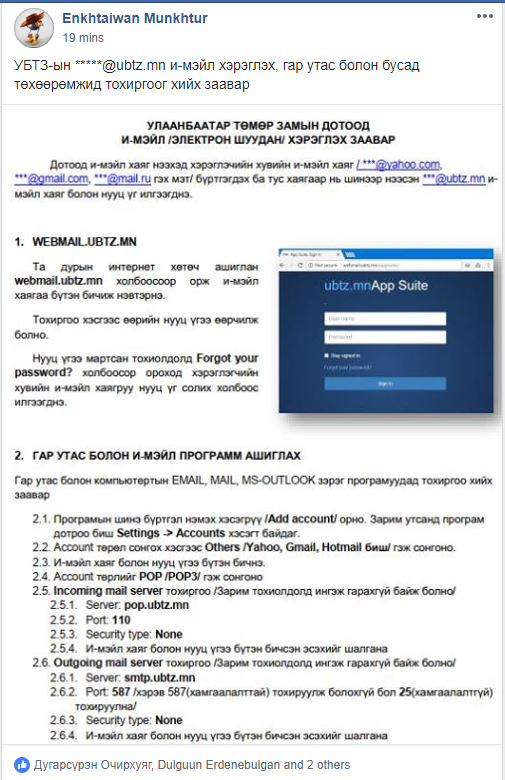 Enkhtaiwan Munkhtur
19 mins
УБТЗ-ын *****@ubtz.mn и-мэйл хэрэглэх, гар утас болон бусад
төхөөрөмжид тохиргоог хийх заавар
УЛААНБААТАР ТӨМӨР ЗАМЫН ДОТООД
И-МЭЙЛ /ЭЛЕКТРОН ШУУДАН/ ХЭРЭГЛЭХ ЗААВАР
Дотоод и-мэйл хаяг нээхэд хэрэглэгчийн хувийн и-мэйл хаяг / ***@yahoo.com,
***@gmail.com, ***@mail.ru гэх мэт/ бүртгэгдэх ба тус хаягаар нь шинээр нээсэн ***@ubtz.mn и-
мэйл хаяг болон нууц үг илгээгднэ.
1. WEBMAIL.UBTZ.MN
Та дурын интернет хөтөч ашиглан
webmail.ubtz.mn холбоосоор орж и-мэйл
хаягаа бүтэн бичиж нэвтэрнэ.
Тохиргоо хэсгээс өөрийн нууц үгээ өөрчилж
болно.
Нууц үгээ мартсан тохиолдолд Forgot your
password? холбоосор ороход хэрэглэгчийн
хувийн и-мэйл хаягруу нууц үг солих холбоос
илгээгднэ.
App Suite Sign In
Not secure
ubtz.mnApp Suite
User name
Password
Stay signed in
Forgot your password?
Sign in
2. ГАР УТАС БОЛОН И-МЭЙЛ ПРОГРАММ АШИГЛАХ
Гар утас болон компьютертын EMAIL, MAIL, MS-OUTLOOK зэрэг програмуудад тохиргоо хийх
заавар
2.1. Програмын шинэ бүртгэл нэмэх хэсэгрүү /Add account/ орно. Зарим утсанд програм
дотроо биш Settings -> Accounts хэсэгт байдаг.
2.2. Account төрөл сонгох хэсгээс Others /Yahoo, Gmail, Hotmail биш/ гэж сонгоно.
2.3. И-мэйл хаяг болон нууц үгээ бүтэн бичнэ.
2.4. Account төрлийг POP /POP3/ гэж сонгоно
2.5. Incoming mail server тохиргоо /Зарим тохиолдолд ингэж гарахгүй байж болно/
2.5.1. Server: pop.ubtz.mn
2.5.2. Port: 110
2.5.3. Security type: None
2.5.4. И-мэйл хаяг болон нууц үгээ бүтэн бичсэн эсэхийг шалгана
2.6. Outgoing mail server тохиргоо /Зарим тохиолдолд ингэж гарахгүй байж болно/
2.6.1. Server: smtp.ubtz.mn
2.6.2. Port: 587 /хэрэв 587(хамгаалалттай) тохируулж болохгүй бол 25(хамгаалалтгүй)
тохируулна/
2.6.3. Security type: None
2.6.4. И-мэйл хаяг болон нууц үгээ бүтэн бичсэн эсэхийг шалгана
Дугарсүрэн Очирхуяг, Dulguun Erdenebulgan and 2 others